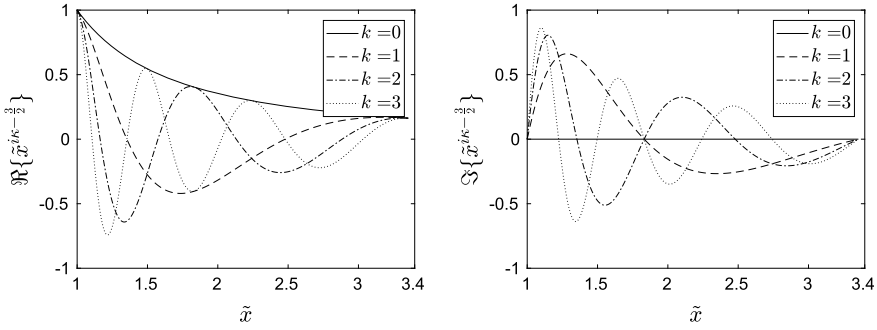 ℜ{x̃^{iκ−3/2}}
1
0.5
0
-0.5
-1
1
1.5
2
2.5
3
3.4
x̃
k =0
k =1
k =2
k =3
ℑ{x̃^{iκ−3/2}}
1
0.5
0
-0.5
-1
1
1.5
2
2.5
3
3.4
x̃
k =0
k =1
k =2
k =3